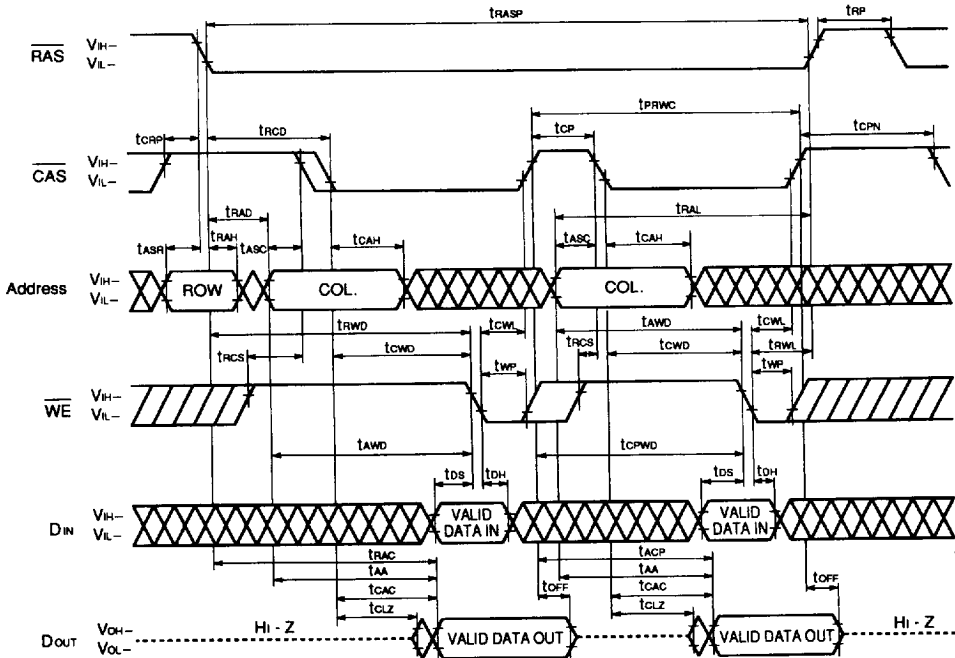 tRASP tRP
RAS VIH–
VIL–
tPRWC
tCRP tRCD tCP tCPN
CAS VIH–
VIL–
tRAD tRAL
tASR tRAH tASC tCAH tASC tCAH
Address VIH–
VIL–
ROW COL. COL.
tRWD tCWL tAWD tCWL
tRCS tCWD tRCS tCWD tRWL
tWP tWP
WE VIH–
VIL–
tAWD tCPWD
tDS tDH tDS tDH
DIN VIH–
VIL–
VALID DATA IN
VALID DATA IN
tRAC tACP
tAA tAA
tCAC tOFF tCAC tOFF
tCLZ tCLZ
DOUT VOH–
VOL–
HI - Z VALID DATA OUT VALID DATA OUT HI - Z